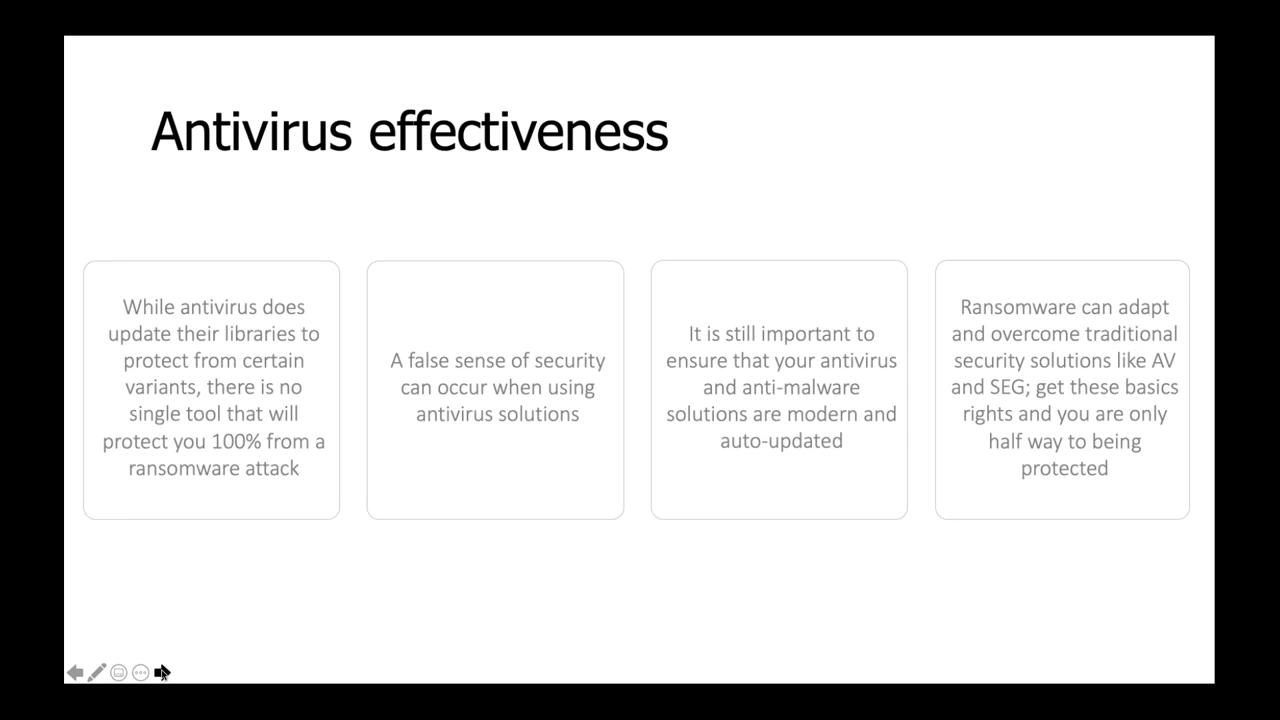 Antivirus effectiveness
While antivirus does
update their libraries to
protect from certain
variants, there is no
single tool that will
protect you 100% from a
ransomware attack
A false sense of security
can occur when using
antivirus solutions
It is still important to
ensure that your antivirus
and anti-malware
solutions are modern and
auto-updated
Ransomware can adapt
and overcome traditional
security solutions like AV
and SEG; get these basics
rights and you are only
half way to being
protected